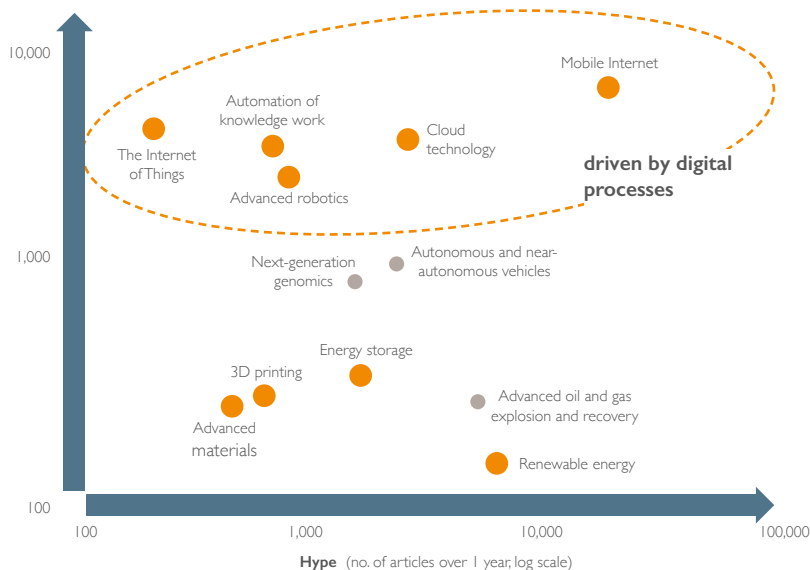 10,000
Mobile Internet
Automation of
knowledge work
Cloud
technology
The Internet
of Things
driven by digital
processes
Advanced robotics
1,000
Autonomous and near-
autonomous vehicles
Next-generation
genomics
Energy storage
3D printing
Advanced oil and gas
explosion and recovery
Advanced
materials
Renewable energy
100
100
1,000
10,000
100,000
Hype (no. of articles over 1 year, log scale)